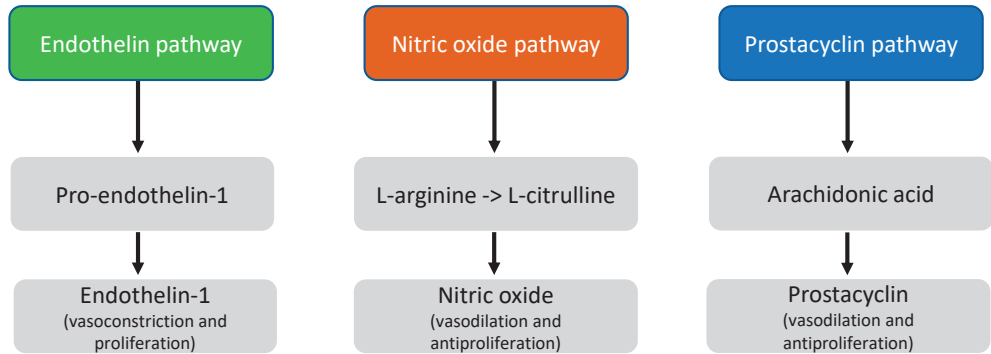 Endothelin pathway
Nitric oxide pathway
Prostacyclin pathway
Pro-endothelin-1
L-arginine -> L-citrulline
Arachidonic acid
Endothelin-1
(vasoconstriction and
proliferation)
Nitric oxide
(vasodilation and
antiproliferation)
Prostacyclin
(vasodilation and
antiproliferation)